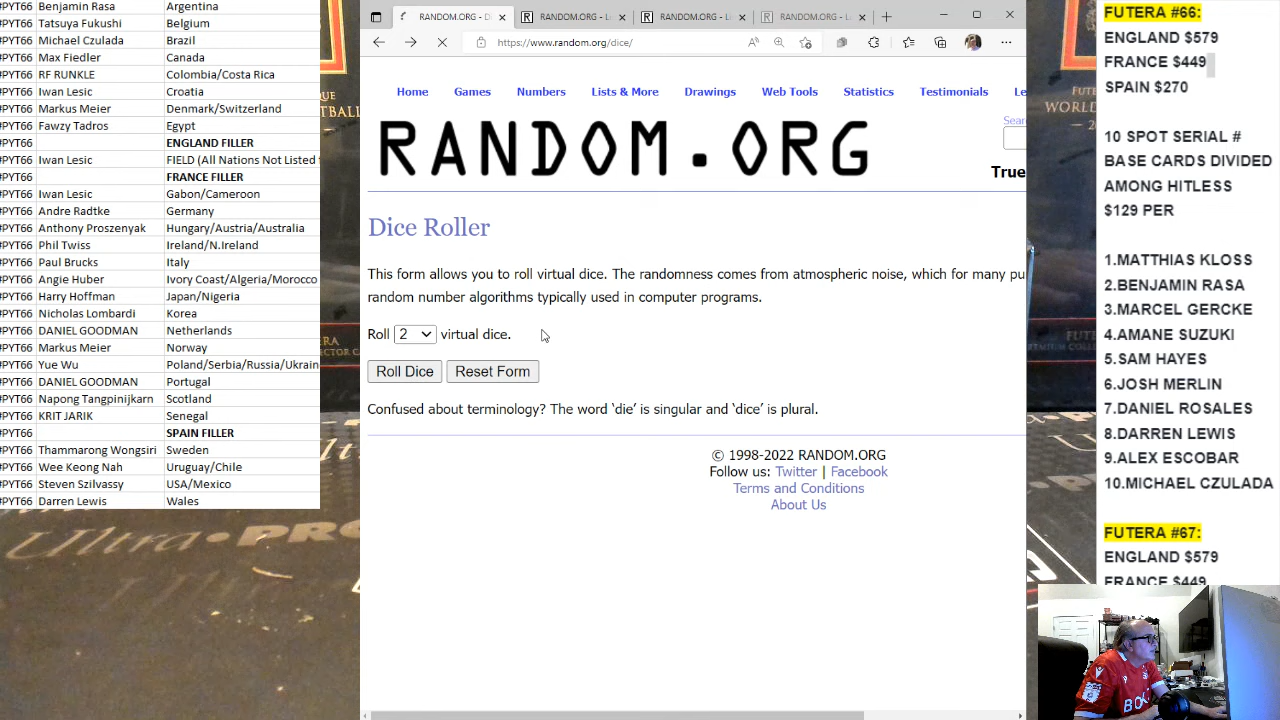 #PYT66 Benjamin Rasa Argentina
#PYT66 Tatsuya Fukushi Belgium
#PYT66 Michael Czulada Brazil
#PYT66 Max Fiedler Canada
#PYT66 RF RUNKLE Colombia/Costa Rica
#PYT66 Iwan Lesic Croatia
#PYT66 Markus Meier Denmark/Switzerland
#PYT66 Fawzy Tadros Egypt
#PYT66 ENGLAND FILLER
#PYT66 Iwan Lesic FIELD (All Nations Not Listed
#PYT66 FRANCE FILLER
#PYT66 Iwan Lesic Gabon/Cameroon
#PYT66 Andre Radtke Germany
#PYT66 Anthony Proszenyak Hungary/Austria/Australia
#PYT66 Phil Twiss Ireland/N.Ireland
#PYT66 Paul Brucks Italy
#PYT66 Angie Huber Ivory Coast/Algeria/Morocco
#PYT66 Harry Hoffman Japan/Nigeria
#PYT66 Nicholas Lombardi Korea
#PYT66 DANIEL GOODMAN Netherlands
#PYT66 Markus Meier Norway
#PYT66 Yue Wu Poland/Serbia/Russia/Ukrain
#PYT66 DANIEL GOODMAN Portugal
#PYT66 Napong Tangpinijkarn Scotland
#PYT66 KRIT JARIK Senegal
#PYT66 SPAIN FILLER
#PYT66 Thammarong Wongsiri Sweden
#PYT66 Wee Keong Nah Uruguay/Chile
#PYT66 Steven Szilvassy USA/Mexico
#PYT66 Darren Lewis Wales
Ultra·PRO
RANDOM.ORG - D
RANDOM.ORG - L
RANDOM.ORG - L
RANDOM.ORG - L
https://www.random.org/dice/
Home Games Numbers Lists & More Drawings Web Tools Statistics Testimonials Le
RANDOM.ORG
Sear
True
Dice Roller
This form allows you to roll virtual dice. The randomness comes from atmospheric noise, which for many pu
random number algorithms typically used in computer programs.
Roll 2 virtual dice.
Roll Dice Reset Form
Confused about terminology? The word ‘die’ is singular and ‘dice’ is plural.
© 1998-2022 RANDOM.ORG
Follow us: Twitter | Facebook
Terms and Conditions
About Us
FUTERA #66:
ENGLAND $579
FRANCE $449
SPAIN $270
10 SPOT SERIAL #
BASE CARDS DIVIDED
AMONG HITLESS
$129 PER
1.MATTHIAS KLOSS
2.BENJAMIN RASA
3.MARCEL GERCKE
4.AMANE SUZUKI
5.SAM HAYES
6.JOSH MERLIN
7.DANIEL ROSALES
8.DARREN LEWIS
9.ALEX ESCOBAR
10.MICHAEL CZULADA
FUTERA #67:
ENGLAND $579
FRANCE $449